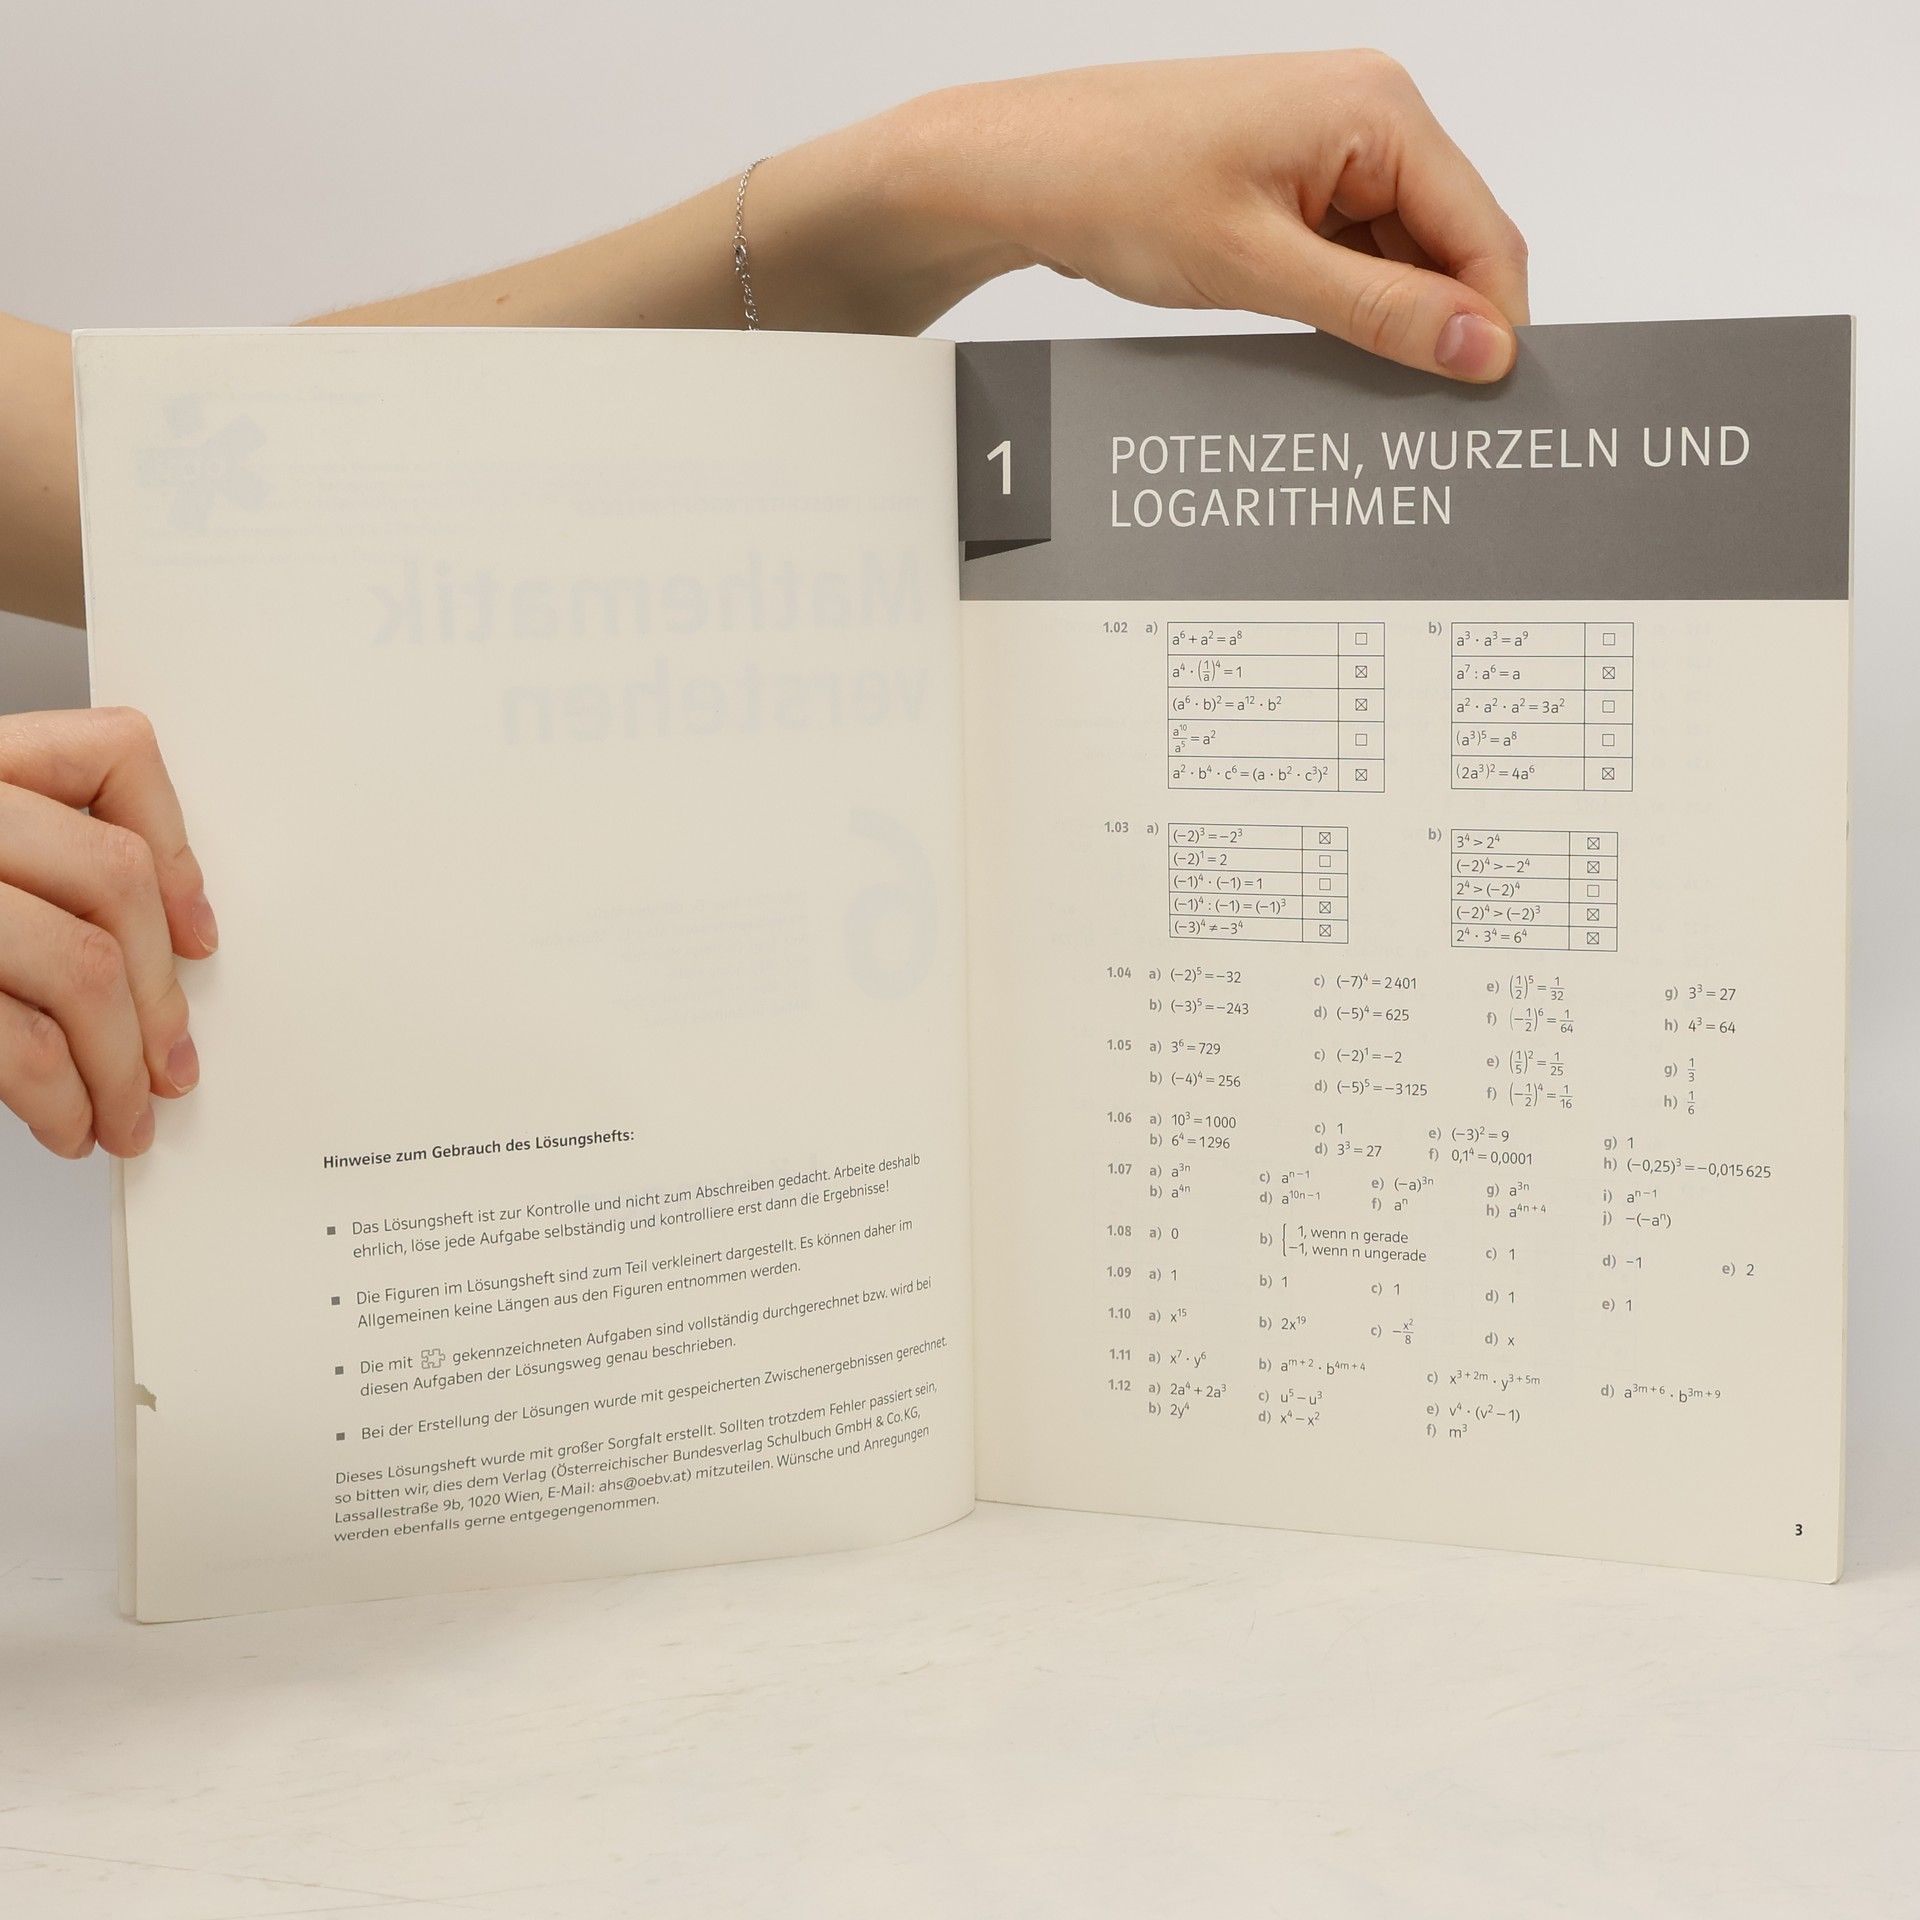 Hinweise zum Gebrauch des Lösungshefts:
■ Das Lösungsheft ist zur Kontrolle und nicht zum Abschreiben gedacht. Arbeite deshalb
ehrlich, löse jede Aufgabe selbständig und kontrolliere erst dann die Ergebnisse!
■ Die Figuren im Lösungsheft sind zum Teil verkleinert dargestellt. Es können daher im
Allgemeinen keine Längen aus den Figuren entnommen werden.
■ Die mit gekennzeichneten Aufgaben sind vollständig durchgerechnet bzw. wird bei
diesen Aufgaben der Lösungsweg genau beschrieben.
■ Bei der Erstellung der Lösungen wurde mit gespeicherten Zwischenergebnissen gerechnet.
Dieses Lösungsheft wurde mit großer Sorgfalt erstellt. Sollten trotzdem Fehler passiert sein,
so bitten wir, dies dem Verlag (Österreichischer Bundesverlag Schulbuch GmbH & Co. KG,
Lassallestraße 9b, 1020 Wien, E-Mail: ahs@oebv.at) mitzuteilen. Wünsche und Anregungen
werden ebenfalls gerne entgegengenommen.
1
POTENZEN, WURZELN UND
LOGARITHMEN
1.02 a)
a⁶ + a² = a⁸ ☐
a⁴ · (1/a)⁴ = 1 ☒
(a⁶ · b)² = a¹² · b² ☒
a¹⁰/a⁵ = a² ☐
a² · b⁴ · c⁶ = (a · b² · c³)² ☒
b)
a³ · a³ = a⁹ ☐
a⁷ : a⁶ = a ☒
a² · a² · a² = 3a² ☐
(a³)⁵ = a⁸ ☐
(2a³)² = 4a⁶ ☒
1.03 a)
(−2)³ = −2³ ☒
(−2)¹ = 2 ☐
(−1)⁴ · (−1) = 1 ☐
(−1)⁴ : (−1) = (−1)³ ☒
(−3)⁴ ≠ −3⁴ ☒
b)
3⁴ > 2⁴ ☒
(−2)⁴ > −2⁴ ☒
2⁴ > (−2)⁴ ☐
(−2)⁴ > (−2)³ ☒
2⁴ · 3⁴ = 6⁴ ☒
1.04 a) (−2)⁵ = −32 c) (−7)⁴ = 2401 e) (1/2)⁵ = 1/32 g) 3³ = 27
b) (−3)⁵ = −243 d) (−5)⁴ = 625 f) (−1/2)⁶ = 1/64 h) 4³ = 64
1.05 a) 3⁶ = 729 c) (−2)¹ = −2 e) (1/5)² = 1/25 g) 1/3
b) (−4)⁴ = 256 d) (−5)⁵ = −3125 f) (−1/2)⁴ = 1/16 h) 1/6
1.06 a) 10³ = 1000 c) 1 e) (−3)² = 9 g) 1
b) 6⁴ = 1296 d) 3³ = 27 f) 0,1⁴ = 0,0001 h) (−0,25)³ = −0,015625
1.07 a) a³ⁿ c) aⁿ⁻¹ e) (−a)³ⁿ g) a³ⁿ i) aⁿ⁻¹
b) a⁴ⁿ d) a¹⁰ⁿ⁻¹ f) aⁿ h) a⁴ⁿ⁺⁴ j) −(−aⁿ)
1.08 a) 0 b) { 1, wenn n gerade c) 1 d) −1 e) 2
−1, wenn n ungerade
1.09 a) 1 b) 1 c) 1 d) 1 e) 1
1.10 a) x¹⁵ b) 2x¹⁹ c) −x²/8 d) x
1.11 a) x⁷ · y⁶ b) aᵐ⁺² · b⁴ᵐ⁺⁴ c) x³⁺²ᵐ · y³⁺⁵ᵐ d) a³ᵐ⁺⁶ · b³ᵐ⁺⁹
1.12 a) 2a⁴ + 2a³ c) u⁵ − u³ e) v⁴ · (v² − 1)
b) 2y⁴ d) x⁴ − x² f) m³
3